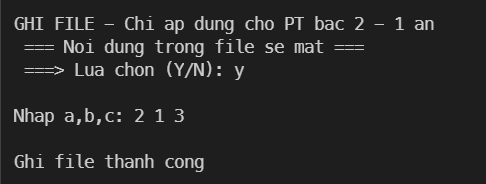 GHI FILE - Chi ap dung cho PT bac 2 - 1 an
=== Noi dung trong file se mat ===
===> Lua chon (Y/N): y
Nhap a,b,c: 2 1 3
Ghi file thanh cong